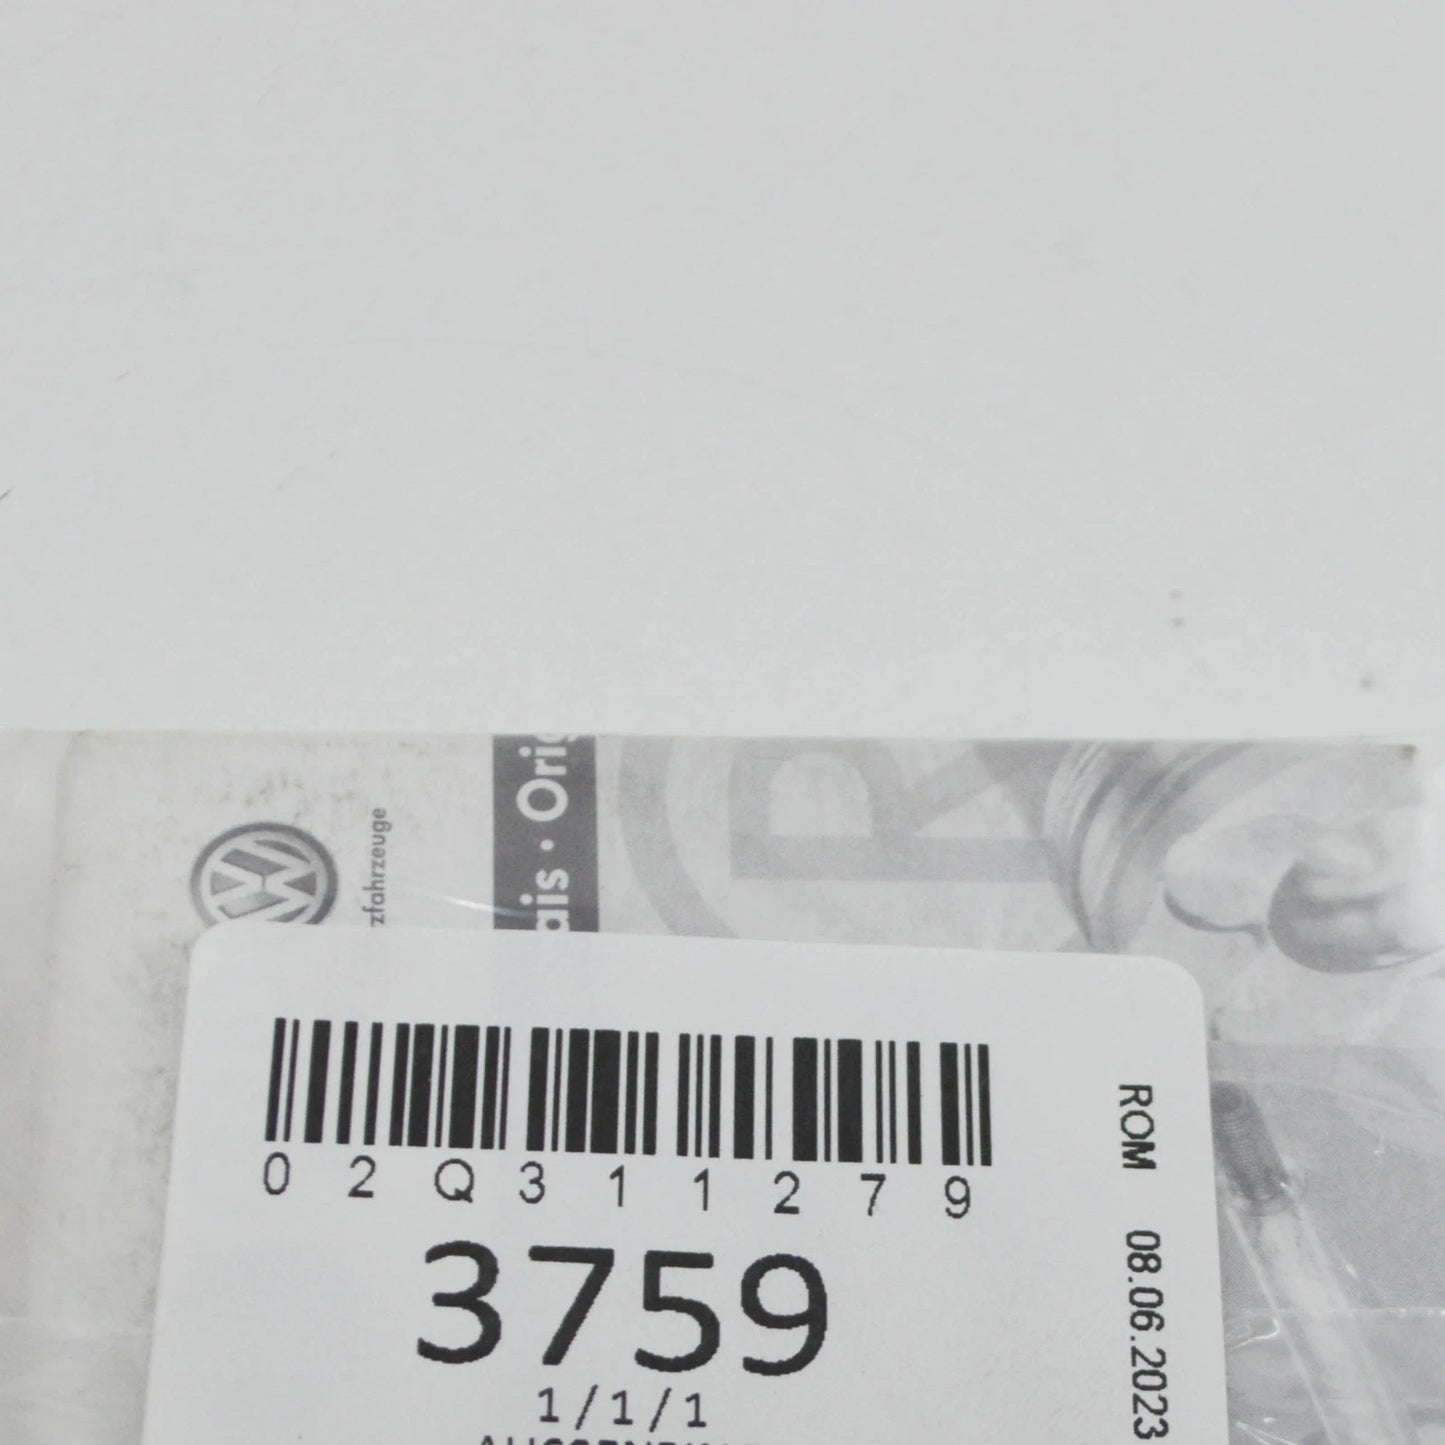 zfahrzeuge
ais · Orig
R
02Q311279
3759
1/1/1
ROM 08.06.2023